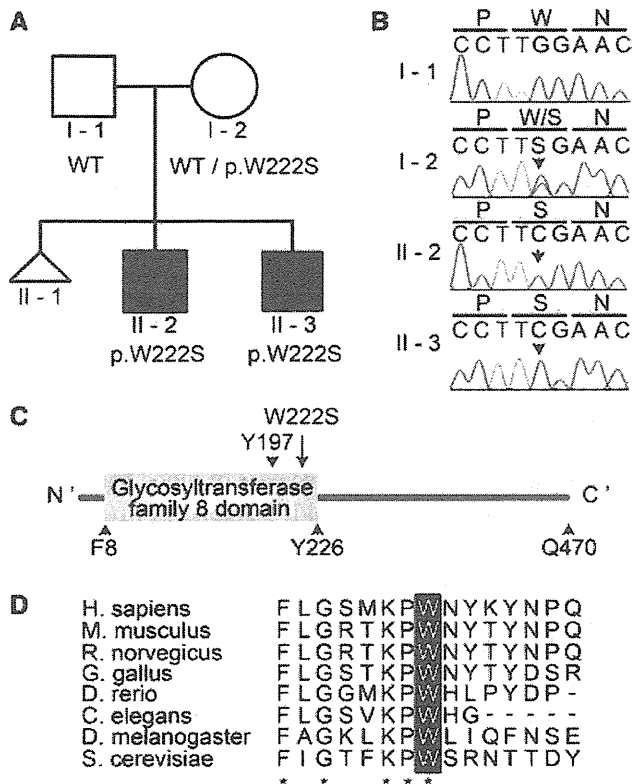 A
I - 1
I - 2
WT
WT / p.W222S
II - 1
II - 2
II - 3
p.W222S
p.W222S
B
I - 1
P W N
C C T T G G A A C
I - 2
P W/S N
C C T T S G A A C
II - 2
P S N
C C T T C G A A C
II - 3
P S N
C C T T C G A A C
C
W222S
Y197
N '
Glycosyltransferase
family 8 domain
C '
F8
Y226
Q470
D
H. sapiens F L G S M K P W N Y K Y N P Q
M. musculus F L G R T K P W N Y T Y N P Q
R. norvegicus F L G R T K P W N Y T Y N P Q
G. gallus F L G S T K P W N Y T Y D S R
D. rerio F L G G M K P W H L P Y D P -
C. elegans F L G S V K P W H G - - - - -
D. melanogaster F A G K L K P W L I Q F N S E
S. cerevisiae F I G T F K P W S R N T T D Y
* * * * *